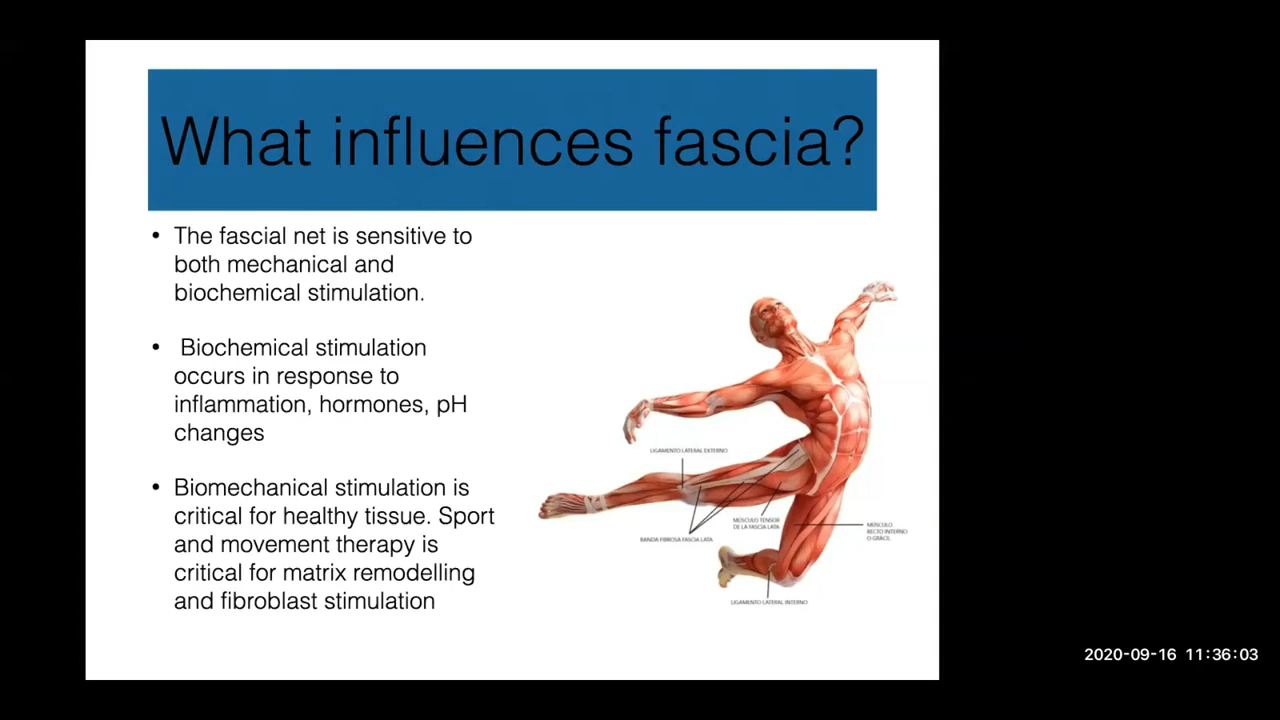 What influences fascia?
• The fascial net is sensitive to
both mechanical and
biochemical stimulation.
• Biochemical stimulation
occurs in response to
inflammation, hormones, pH
changes
• Biomechanical stimulation is
critical for healthy tissue. Sport
and movement therapy is
critical for matrix remodelling
and fibroblast stimulation
LIGAMENTO LATERAL EXTERNO
MÚSCULO TENSOR
DE LA FASCIA LATA
BANDA FIBROSA FASCIA LATA
MÚSCULO
RECTO INTERNO
O GRÁCIL
LIGAMENTO LATERAL INTERNO
2020-09-16 11:36:03